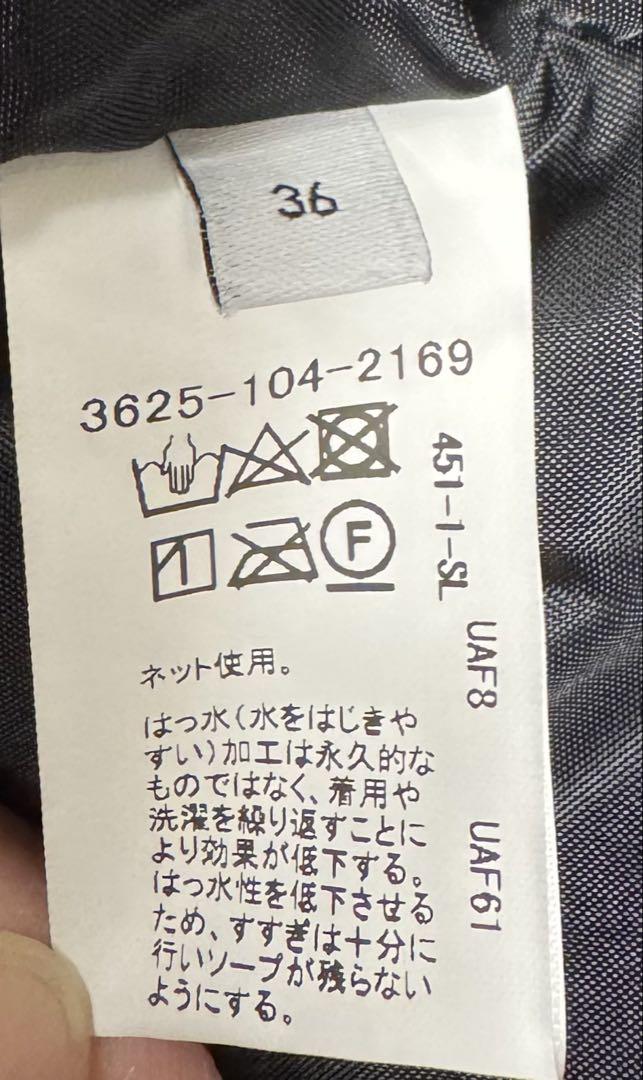 36
3625-104-2169
F
451-1-SL
UAF8
UAF61
ネット使用。
はっ水(水をはじきや
すい)加工は永久的な
ものではなく、着用や
洗濯を繰り返すことに
より効果が低下する。
はっ水性を低下させる
ため、すすぎは十分に
行いソープが残らない
ようにする。